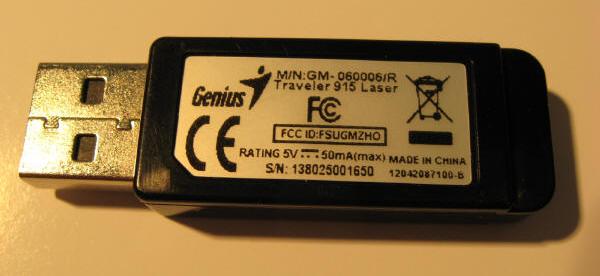 Genius
M/N:GM- 060006/R
Traveler 915 Laser
FC
CE
FCC ID:FSUGMZHO
RATING 5V⎓50mA(max) MADE IN CHINA
S/N: 138025001650 12042087100-B